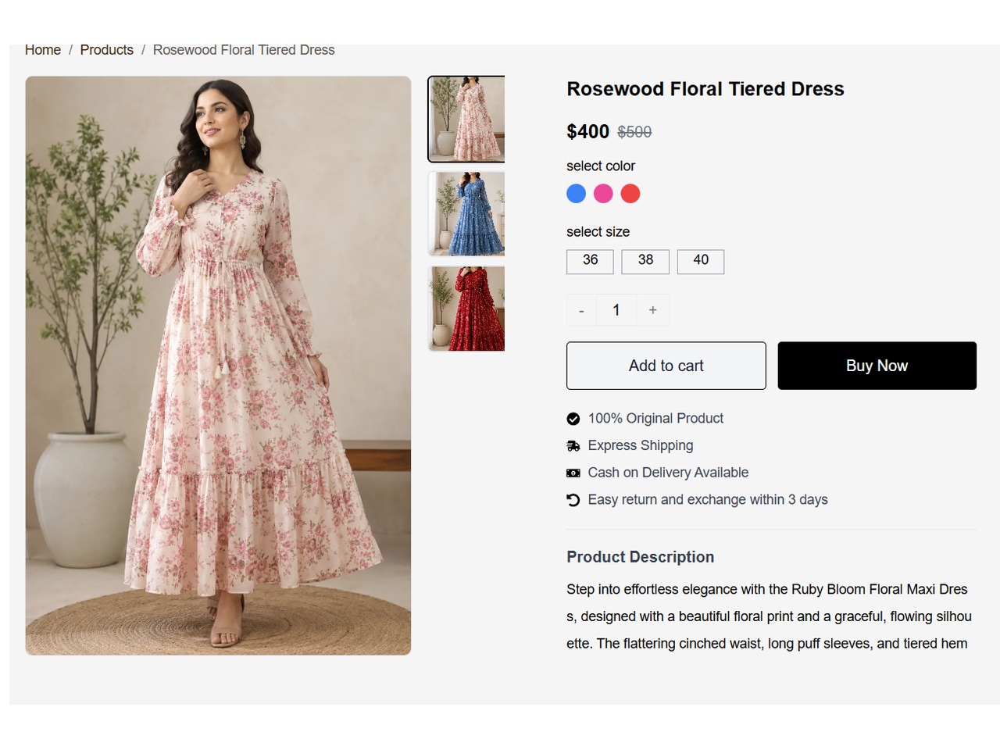 Home / Products / Rosewood Floral Tiered Dress
Rosewood Floral Tiered Dress
$400 $500
select color
select size
36 38 40
- 1 +
Add to cart Buy Now
100% Original Product
Express Shipping
Cash on Delivery Available
Easy return and exchange within 3 days
Product Description
Step into effortless elegance with the Ruby Bloom Floral Maxi Dres
s, designed with a beautiful floral print and a graceful, flowing silhou
ette. The flattering cinched waist, long puff sleeves, and tiered hem